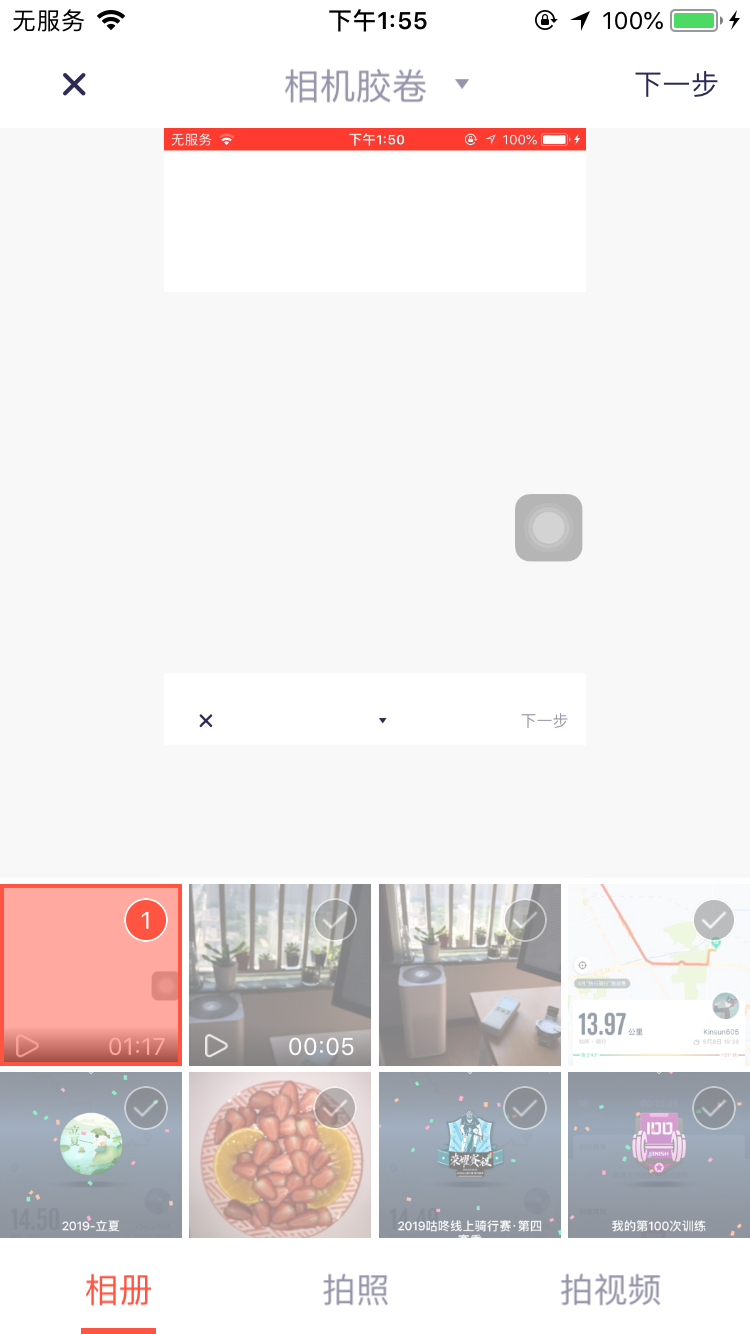 无服务 下午1:55 100%
相机胶卷 下一步
无服务 下午1:50 100%
下一步
1
01:17
00:05
13.97 公里
Kinsun605
2019-立夏
14.50
2019咕咚线上骑行赛·第四
我的第100次训练
相册 拍照 拍视频